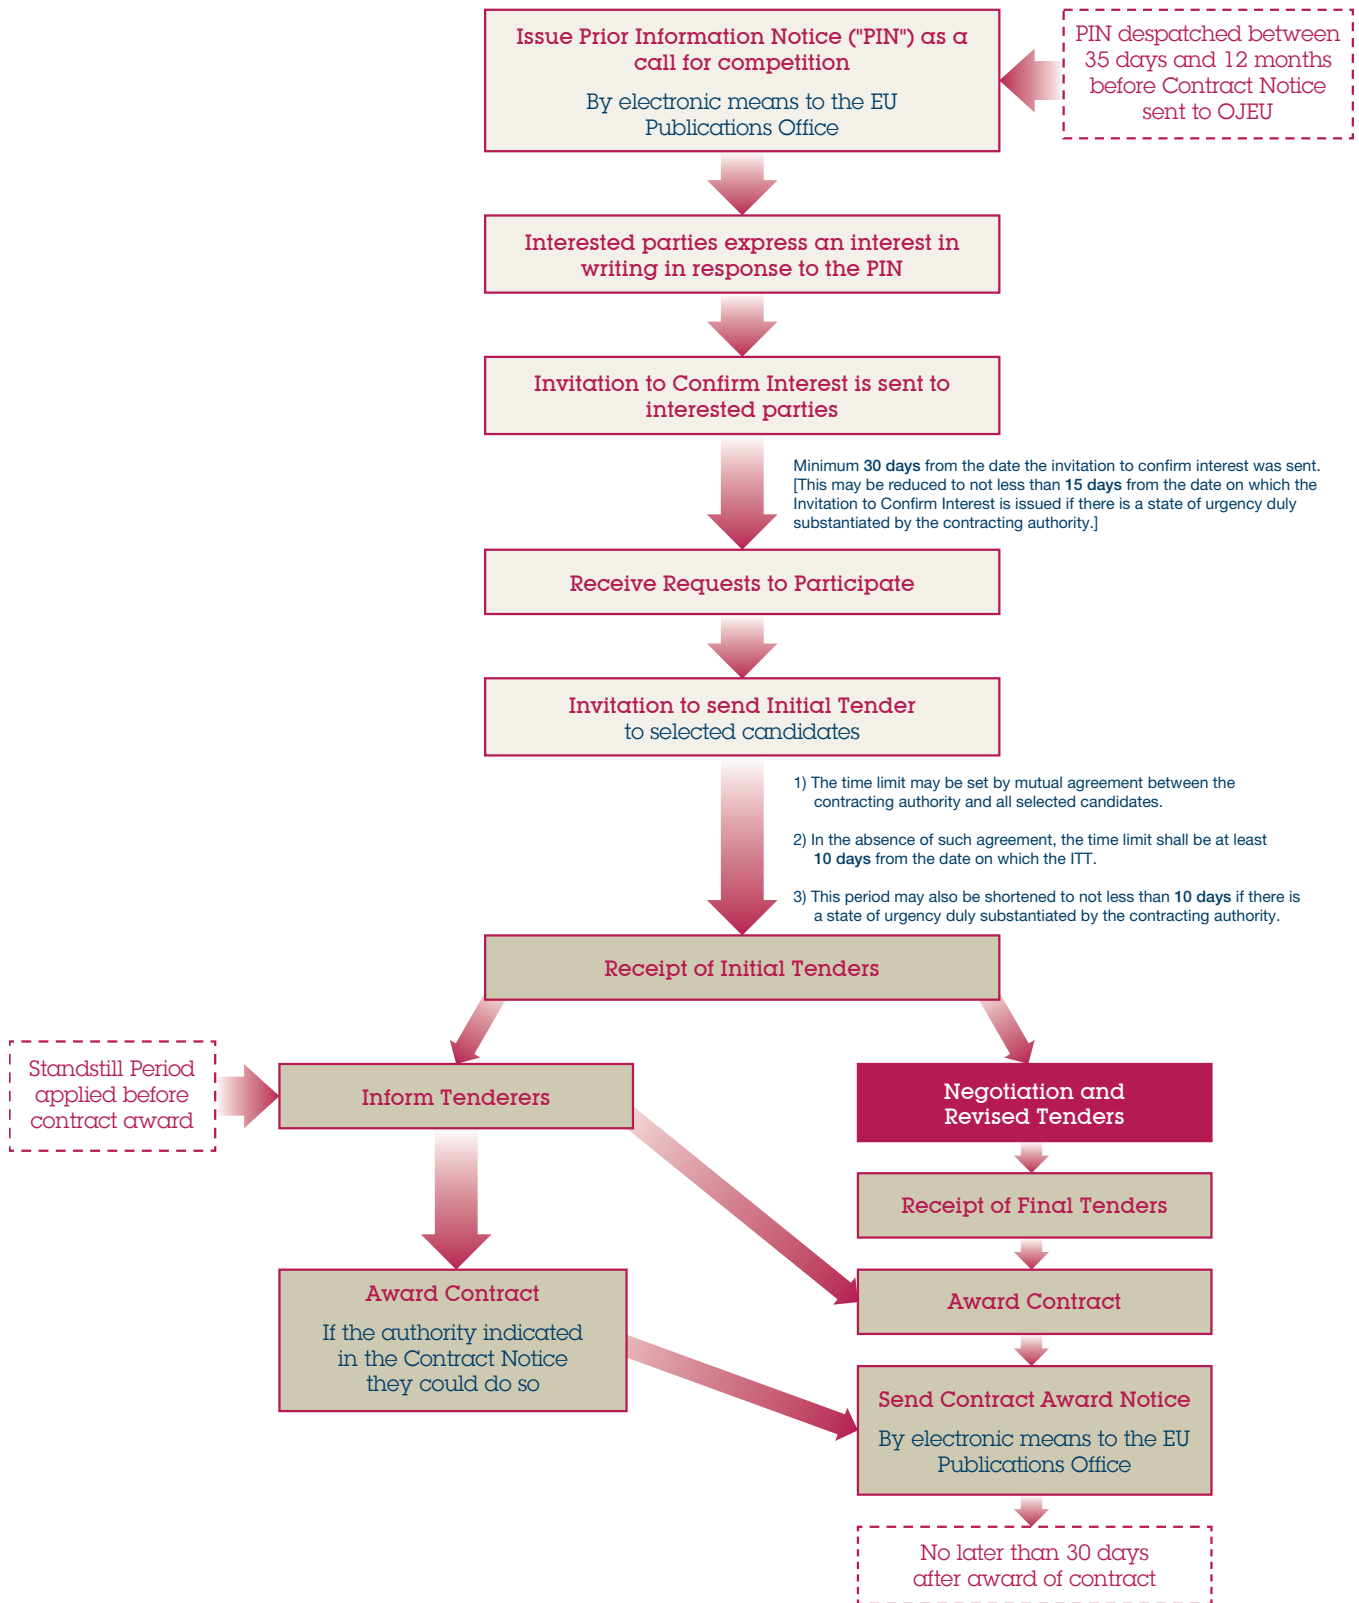 Issue Prior Information Notice ("PIN") as a
call for competition
By electronic means to the EU
Publications Office
PIN despatched between
35 days and 12 months
before Contract Notice
sent to OJEU
Interested parties express an interest in
writing in response to the PIN
Invitation to Confirm Interest is sent to
interested parties
Minimum 30 days from the date the invitation to confirm interest was sent.
[This may be reduced to not less than 15 days from the date on which the
Invitation to Confirm Interest is issued if there is a state of urgency duly
substantiated by the contracting authority.]
Receive Requests to Participate
Invitation to send Initial Tender
to selected candidates
1) The time limit may be set by mutual agreement between the
contracting authority and all selected candidates.
2) In the absence of such agreement, the time limit shall be at least
10 days from the date on which the ITT.
3) This period may also be shortened to not less than 10 days if there is
a state of urgency duly substantiated by the contracting authority.
Receipt of Initial Tenders
Standstill Period
applied before
contract award
Inform Tenderers
Negotiation and
Revised Tenders
Receipt of Final Tenders
Award Contract
If the authority indicated
in the Contract Notice
they could do so
Award Contract
Send Contract Award Notice
By electronic means to the EU
Publications Office
No later than 30 days
after award of contract